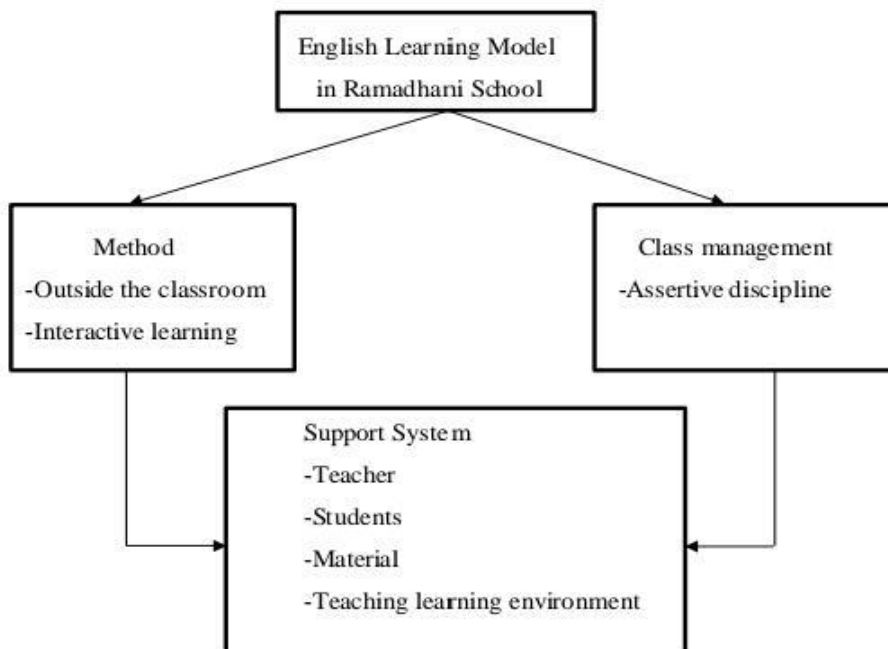 English Learning Model
in Ramadhani School
Method
-Outside the classroom
-Interactive learning
Class management
-Assertive discipline
Support System
-Teacher
-Students
-Material
-Teaching learning environment